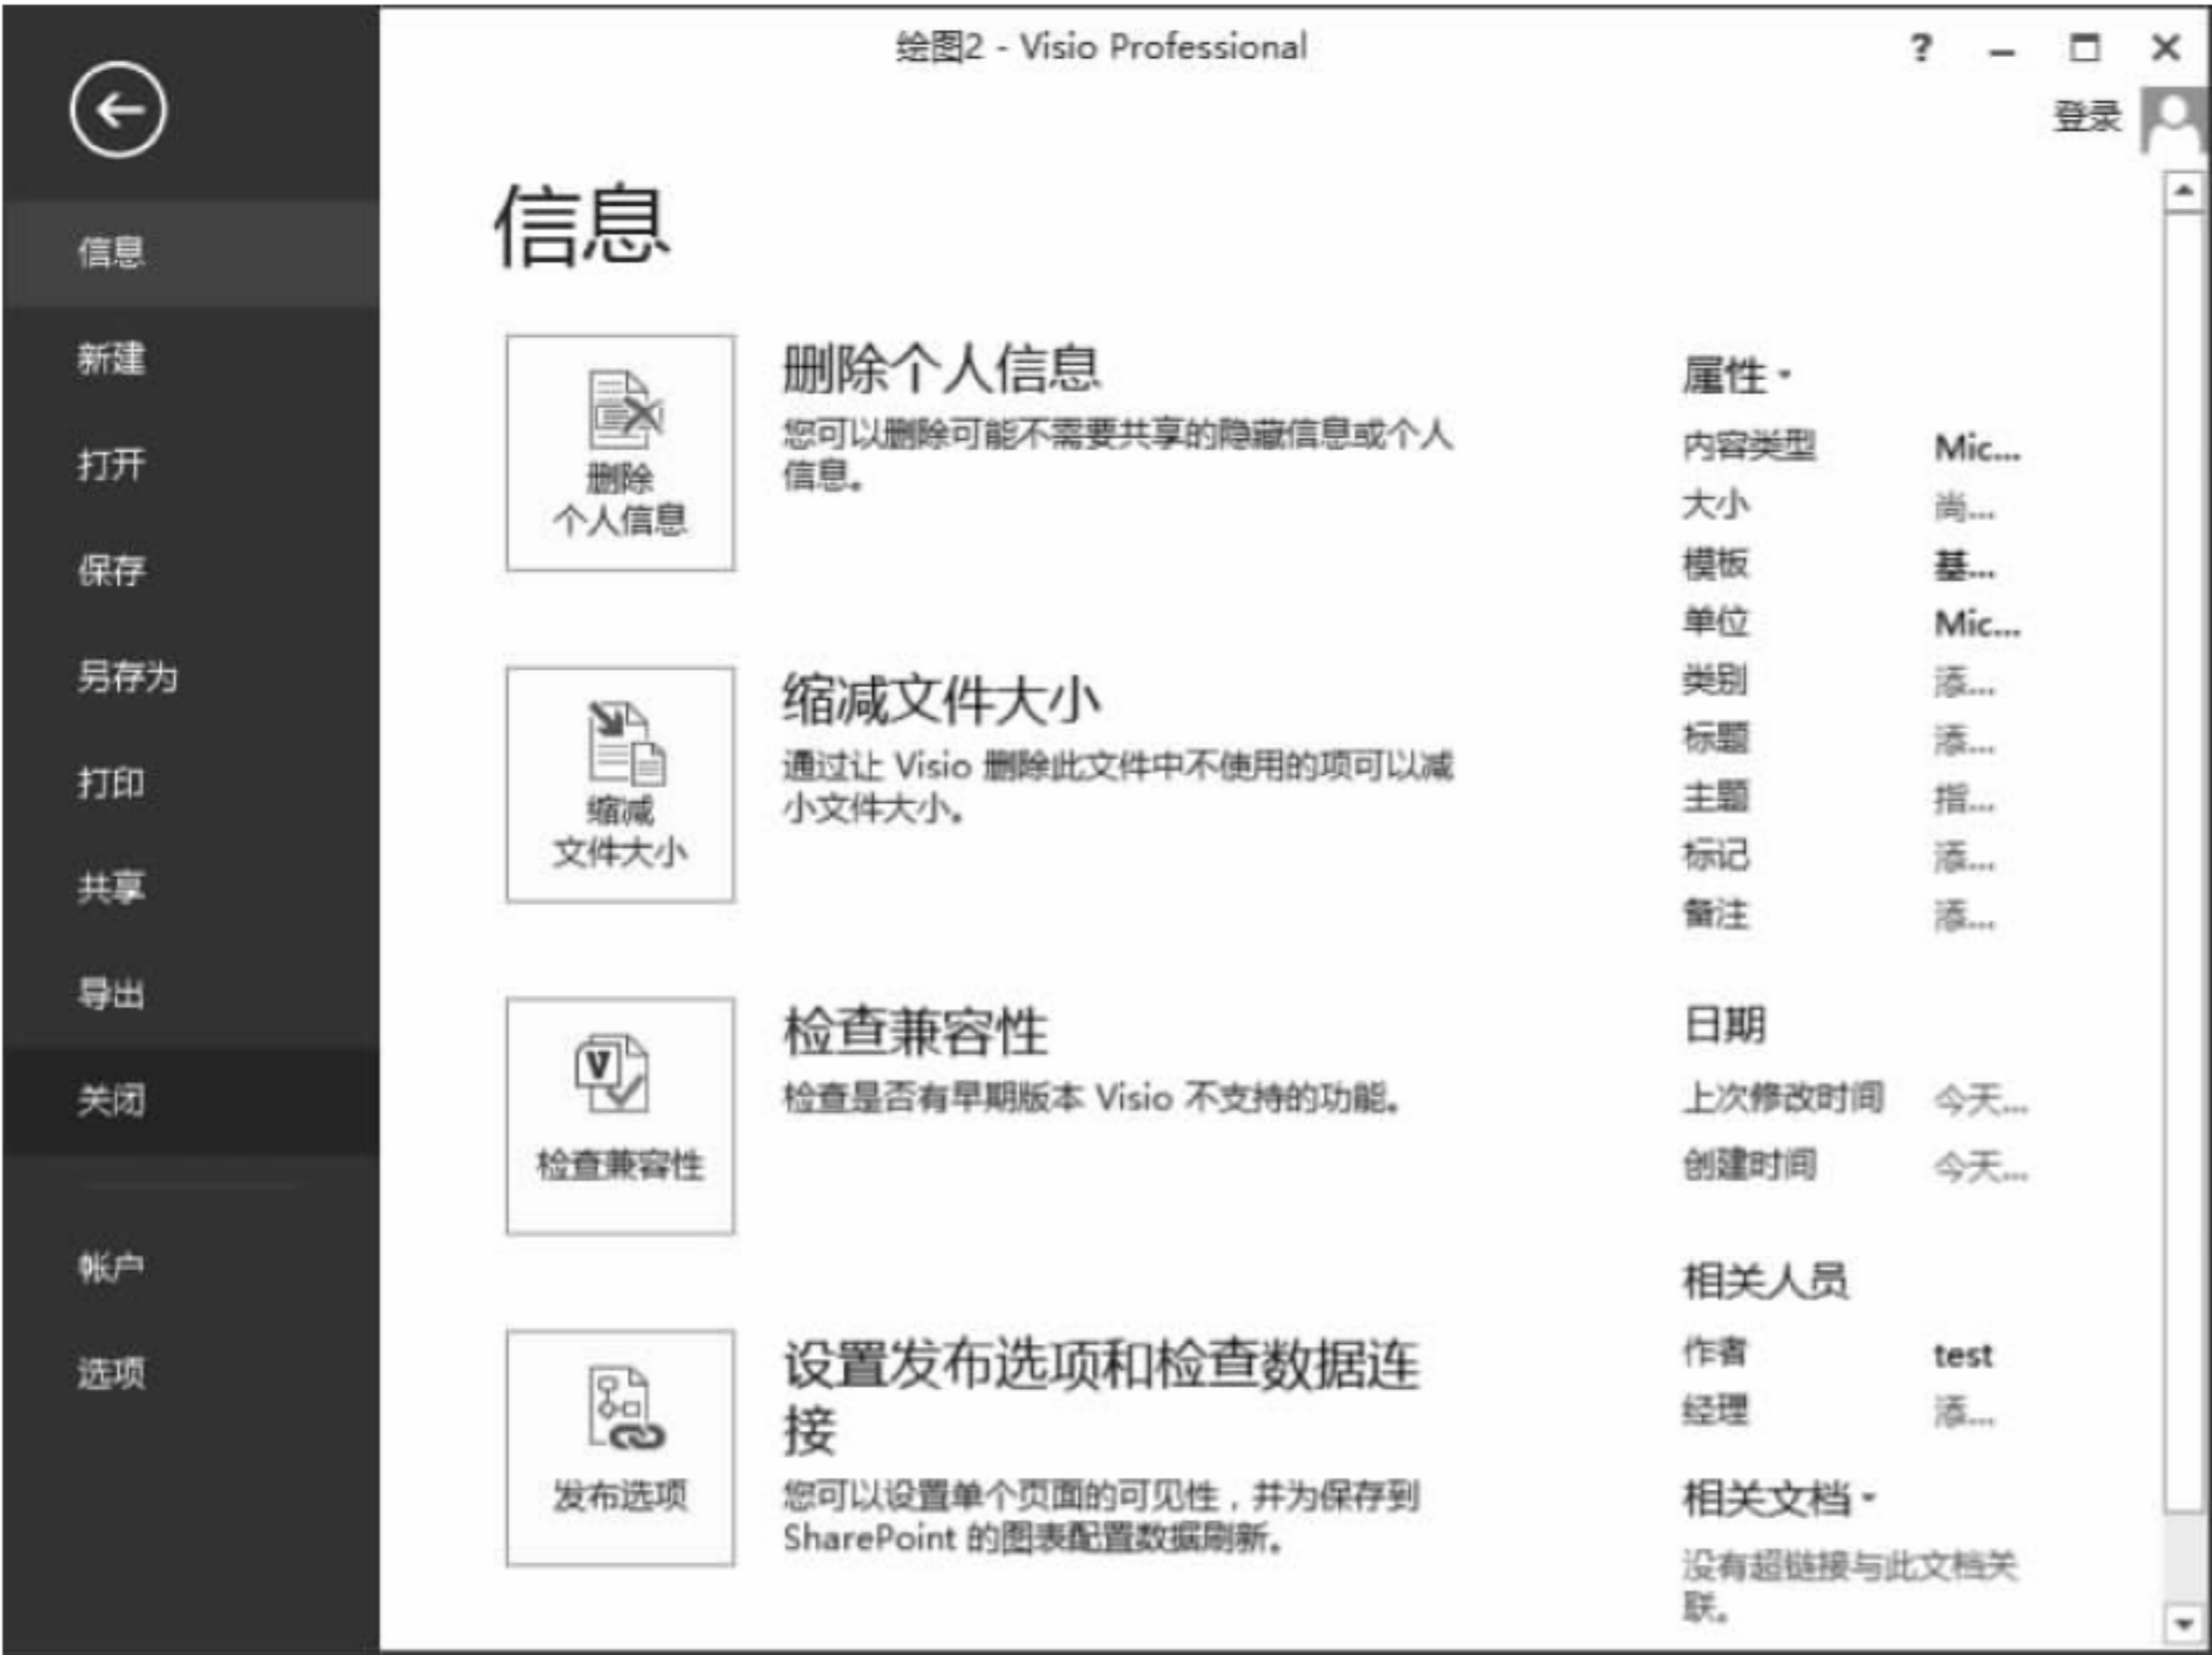 绘图2 - Visio Professional
登录
信息
新建
打开
保存
另存为
打印
共享
导出
关闭
帐户
选项
信息
删除
个人信息
删除个人信息
您可以删除可能不需要共享的隐藏信息或个人
信息。
缩减
文件大小
缩减文件大小
通过让 Visio 删除此文件中不使用的项可以减
小文件大小。
检查兼容性
检查兼容性
检查是否有早期版本 Visio 不支持的功能。
发布选项
设置发布选项和检查数据连
接
您可以设置单个页面的可见性，并为保存到
SharePoint 的图表配置数据刷新。
属性
内容类型 Mic...
大小 尚...
模板 基...
单位 Mic...
类别 添...
标题 添...
主题 指...
标记 添...
备注 添...
日期
上次修改时间 今天...
创建时间 今天...
相关人员
作者 test
经理 添...
相关文档
没有超链接与此文档关
联。